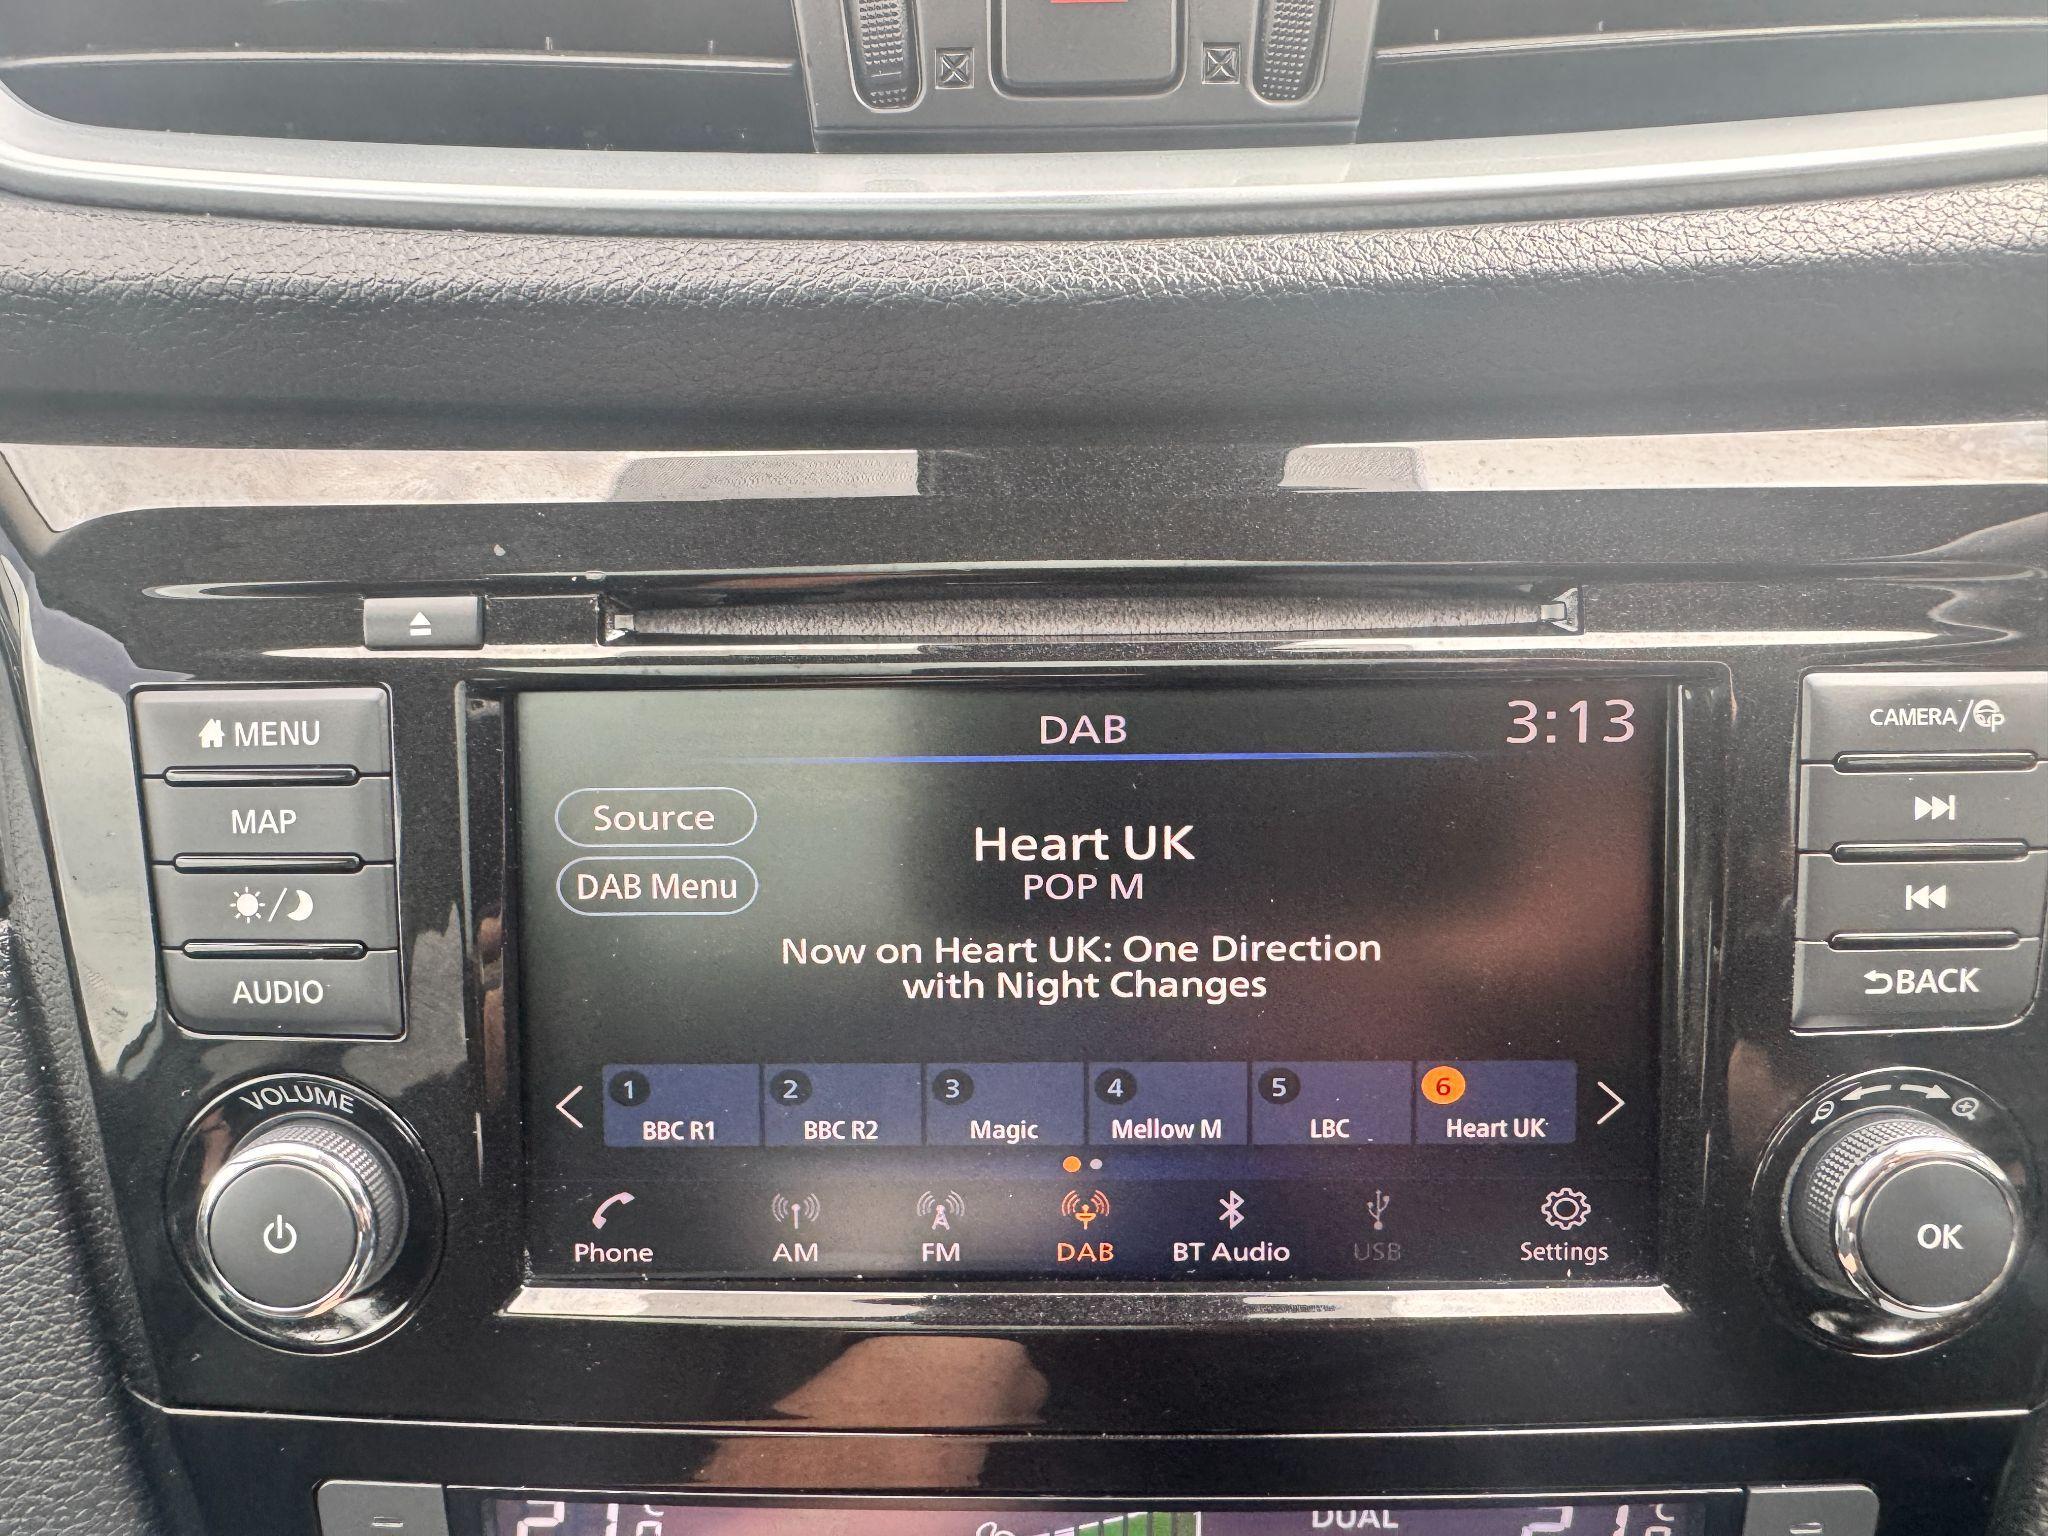 MENU
MAP
AUDIO
VOLUME
DAB
3:13
Source
Heart UK
DAB Menu
POP M
Now on Heart UK: One Direction
with Night Changes
1
2
3
4
5
6
BBC R1
BBC R2
Magic
Mellow M
LBC
Heart UK
Phone
AM
FM
DAB
BT Audio
USB
Settings
CAMERA/P
BACK
OK
21°C
DUAL
21°C